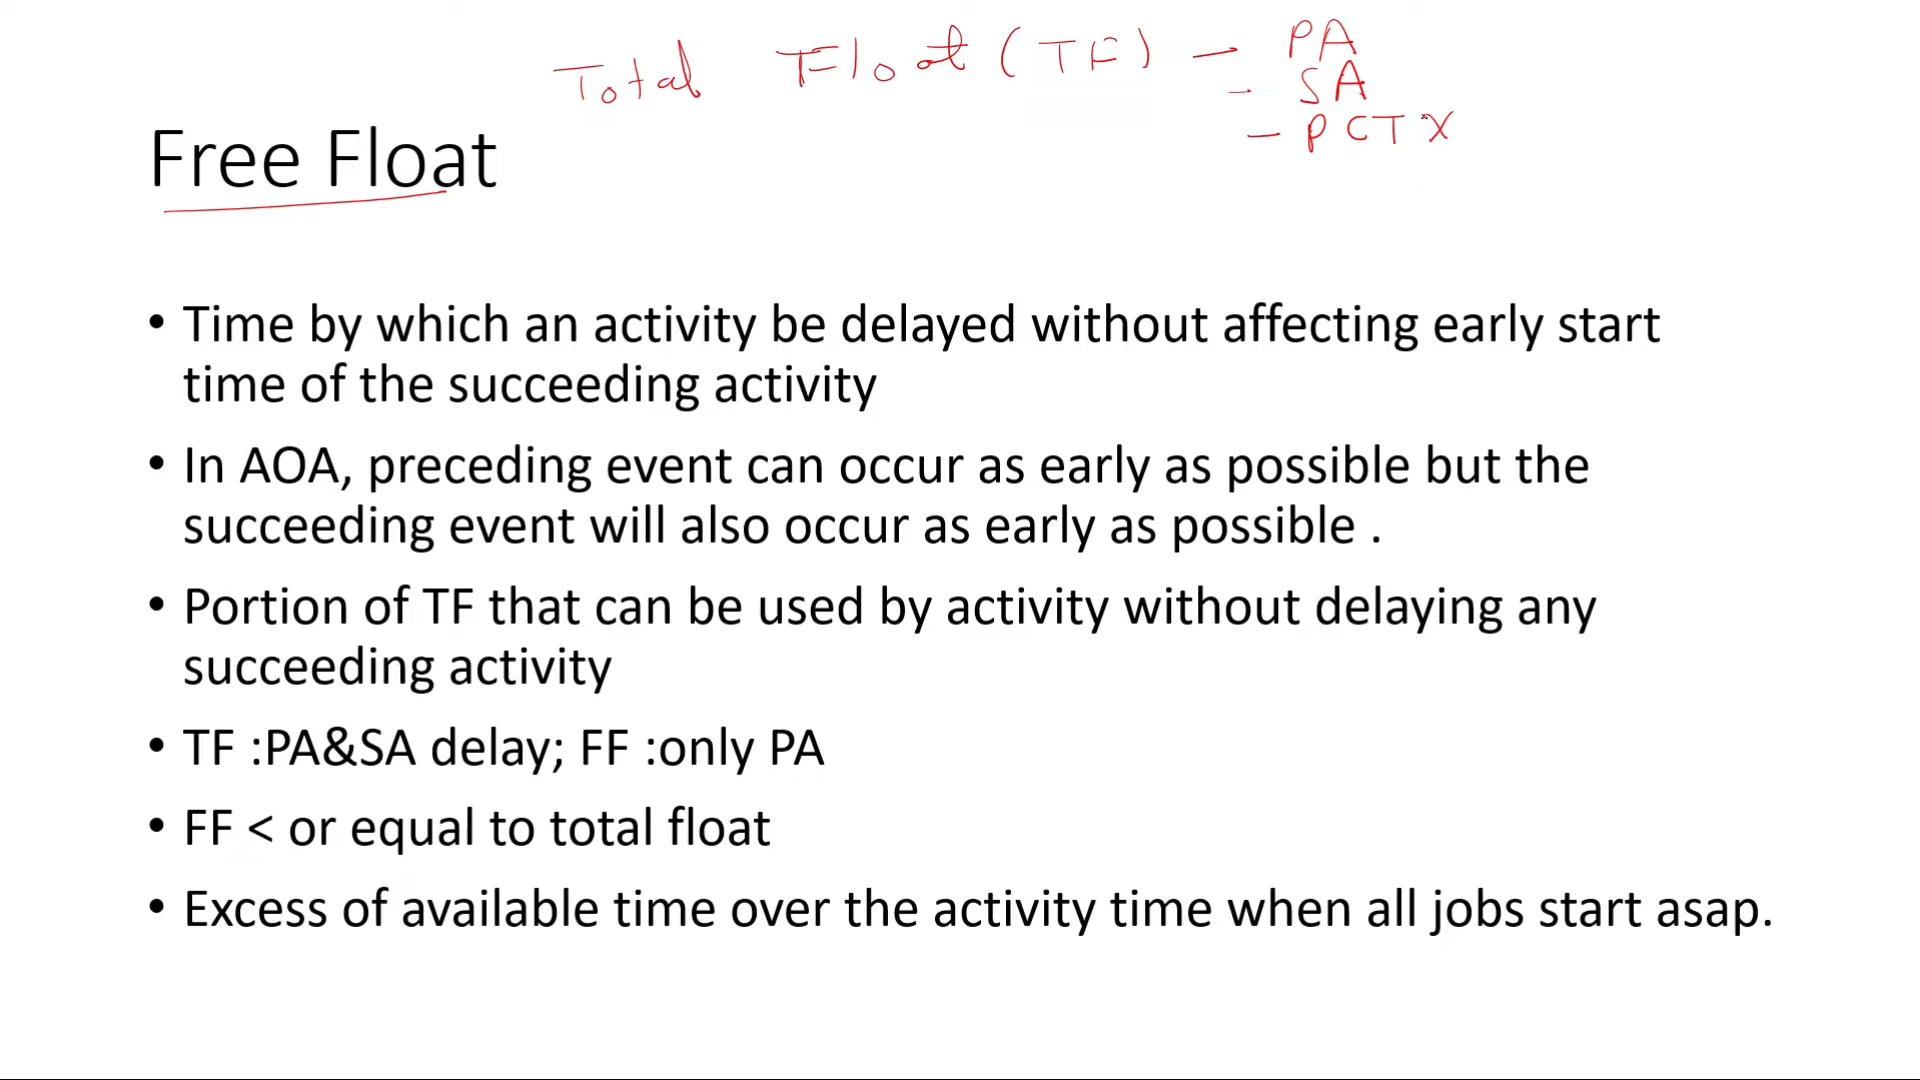 Total Float (TF) - PA
- SA
- PCT X
Free Float
• Time by which an activity be delayed without affecting early start
time of the succeeding activity
• In AOA, preceding event can occur as early as possible but the
succeeding event will also occur as early as possible .
• Portion of TF that can be used by activity without delaying any
succeeding activity
• TF :PA&SA delay; FF :only PA
• FF < or equal to total float
• Excess of available time over the activity time when all jobs start asap.